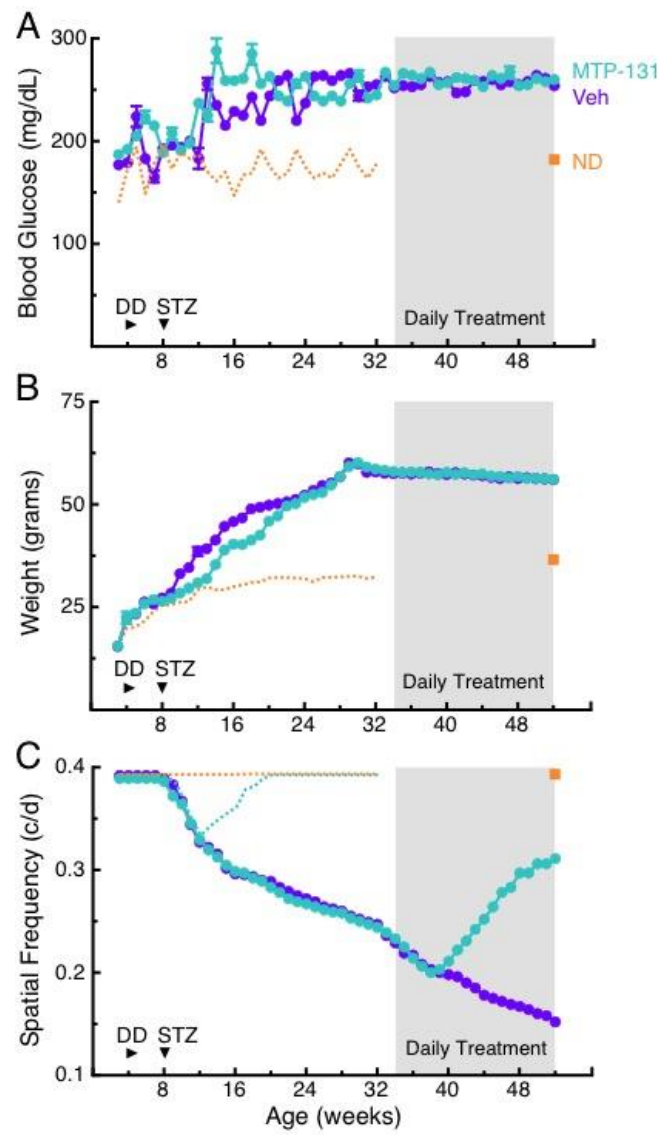 A
Blood Glucose (mg/dL)
300
200
100
MTP-131
Veh
ND
DD STZ
Daily Treatment
8 16 24 32 40 48
B
Weight (grams)
75
50
25
DD STZ
Daily Treatment
8 16 24 32 40 48
C
Spatial Frequency (c/d)
0.4
0.3
0.2
0.1
DD STZ
Daily Treatment
8 16 24 32 40 48
Age (weeks)